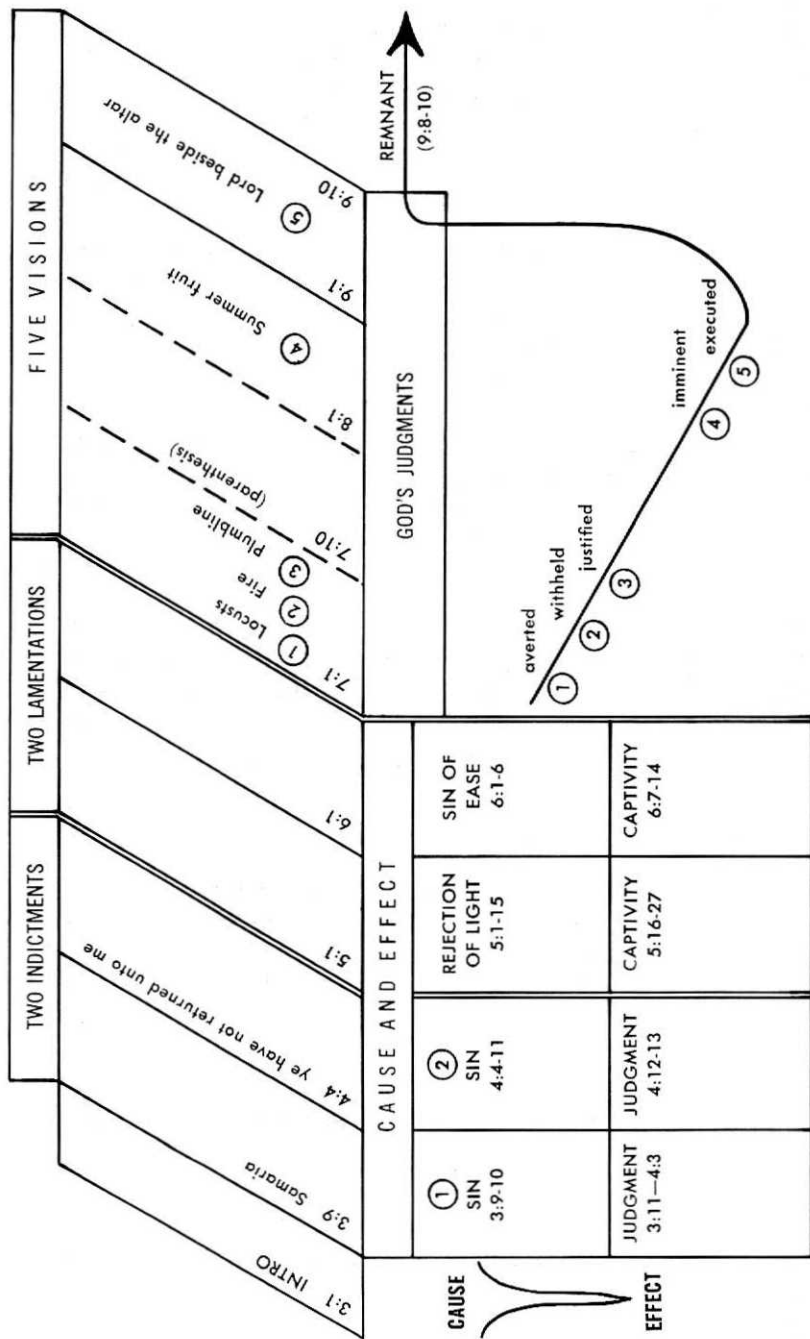 TWO INDICTMENTS
TWO LAMENTATIONS
FIVE VISIONS
3:1 INTRO
3:9 Samaria
4:4 ye have not returned unto me
5:1
6:1
7:1
① Locusts
② Fire
③ Plumbline
7:10
(parenthesis)
8:1
④ Summer fruit
9:1
⑤ Lord beside the altar
9:10
CAUSE AND EFFECT
GOD'S JUDGMENTS
REMNANT
(9:8-10)
CAUSE
①
SIN
3:9-10
②
SIN
4:4-11
REJECTION
OF LIGHT
5:1-15
SIN OF
EASE
6:1-6
EFFECT
JUDGMENT
3:11—4:3
JUDGMENT
4:12-13
CAPTIVITY
5:16-27
CAPTIVITY
6:7-14
averted
①
withheld
②
justified
③
imminent
④
executed
⑤